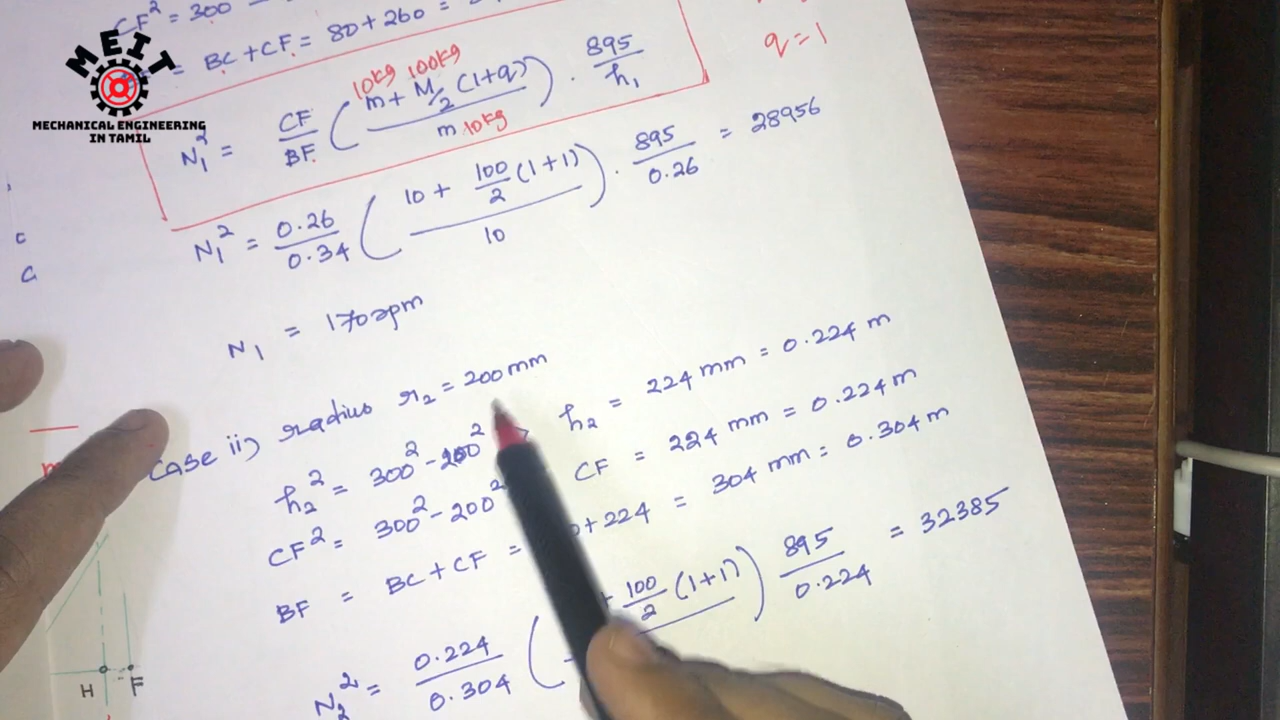 CF² = 300
= BC + CF = 80 + 260 =
MEIT
MECHANICAL ENGINEERING
IN TAMIL
10kg 100kg
N₁² = CF/BF ( (m + M/2 (1+q)) / m ) . 895/h₁
10kg
q = 1
N₁² = 0.26/0.34 ( (10 + 100/2 (1+1)) / 10 ) . 895/0.26 = 28956
C
G
N₁ = 170 rpm
Case ii) radius r₂ = 200 mm
h₂² = 300² - 200² h₂ = 224 mm = 0.224 m
CF² = 300² - 200² CF = 224 mm = 0.224 m
BF = BC + CF = +224 = 304 mm = 0.304 m
N₂² = 0.224/0.304 ( + 100/2 (1+1) ) 895/0.224 = 32385
H F